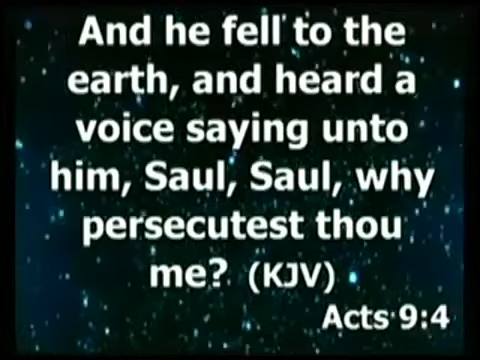 And he fell to the
earth, and heard a
voice saying unto
him, Saul, Saul, why
persecutest thou
me? (KJV)
Acts 9:4